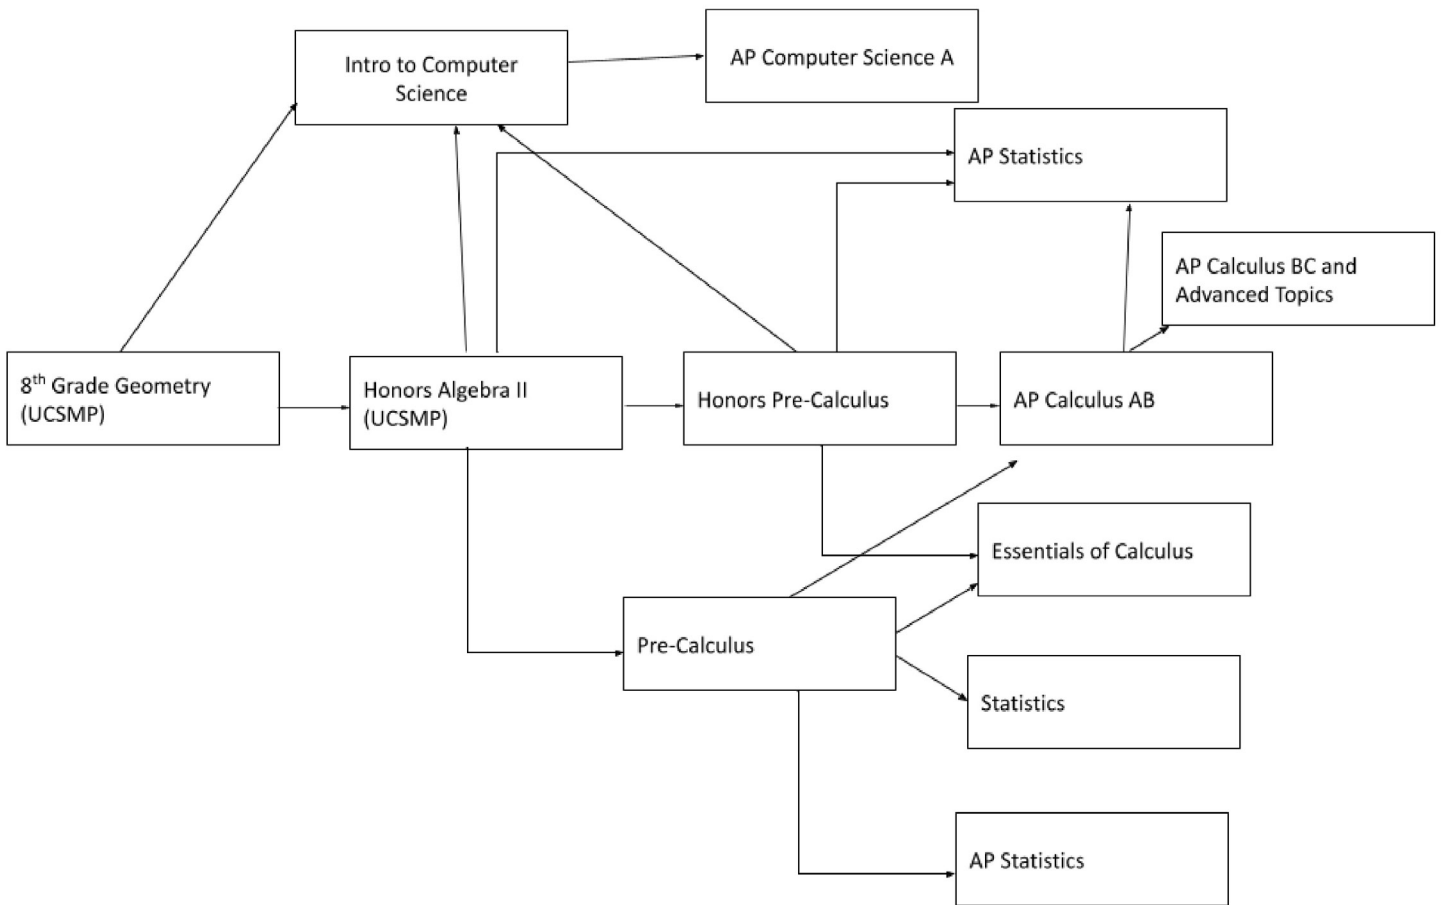 Intro to Computer
Science
AP Computer Science A
AP Statistics
AP Calculus BC and
Advanced Topics
8th Grade Geometry
(UCSMP)
Honors Algebra II
(UCSMP)
Honors Pre-Calculus
AP Calculus AB
Essentials of Calculus
Pre-Calculus
Statistics
AP Statistics